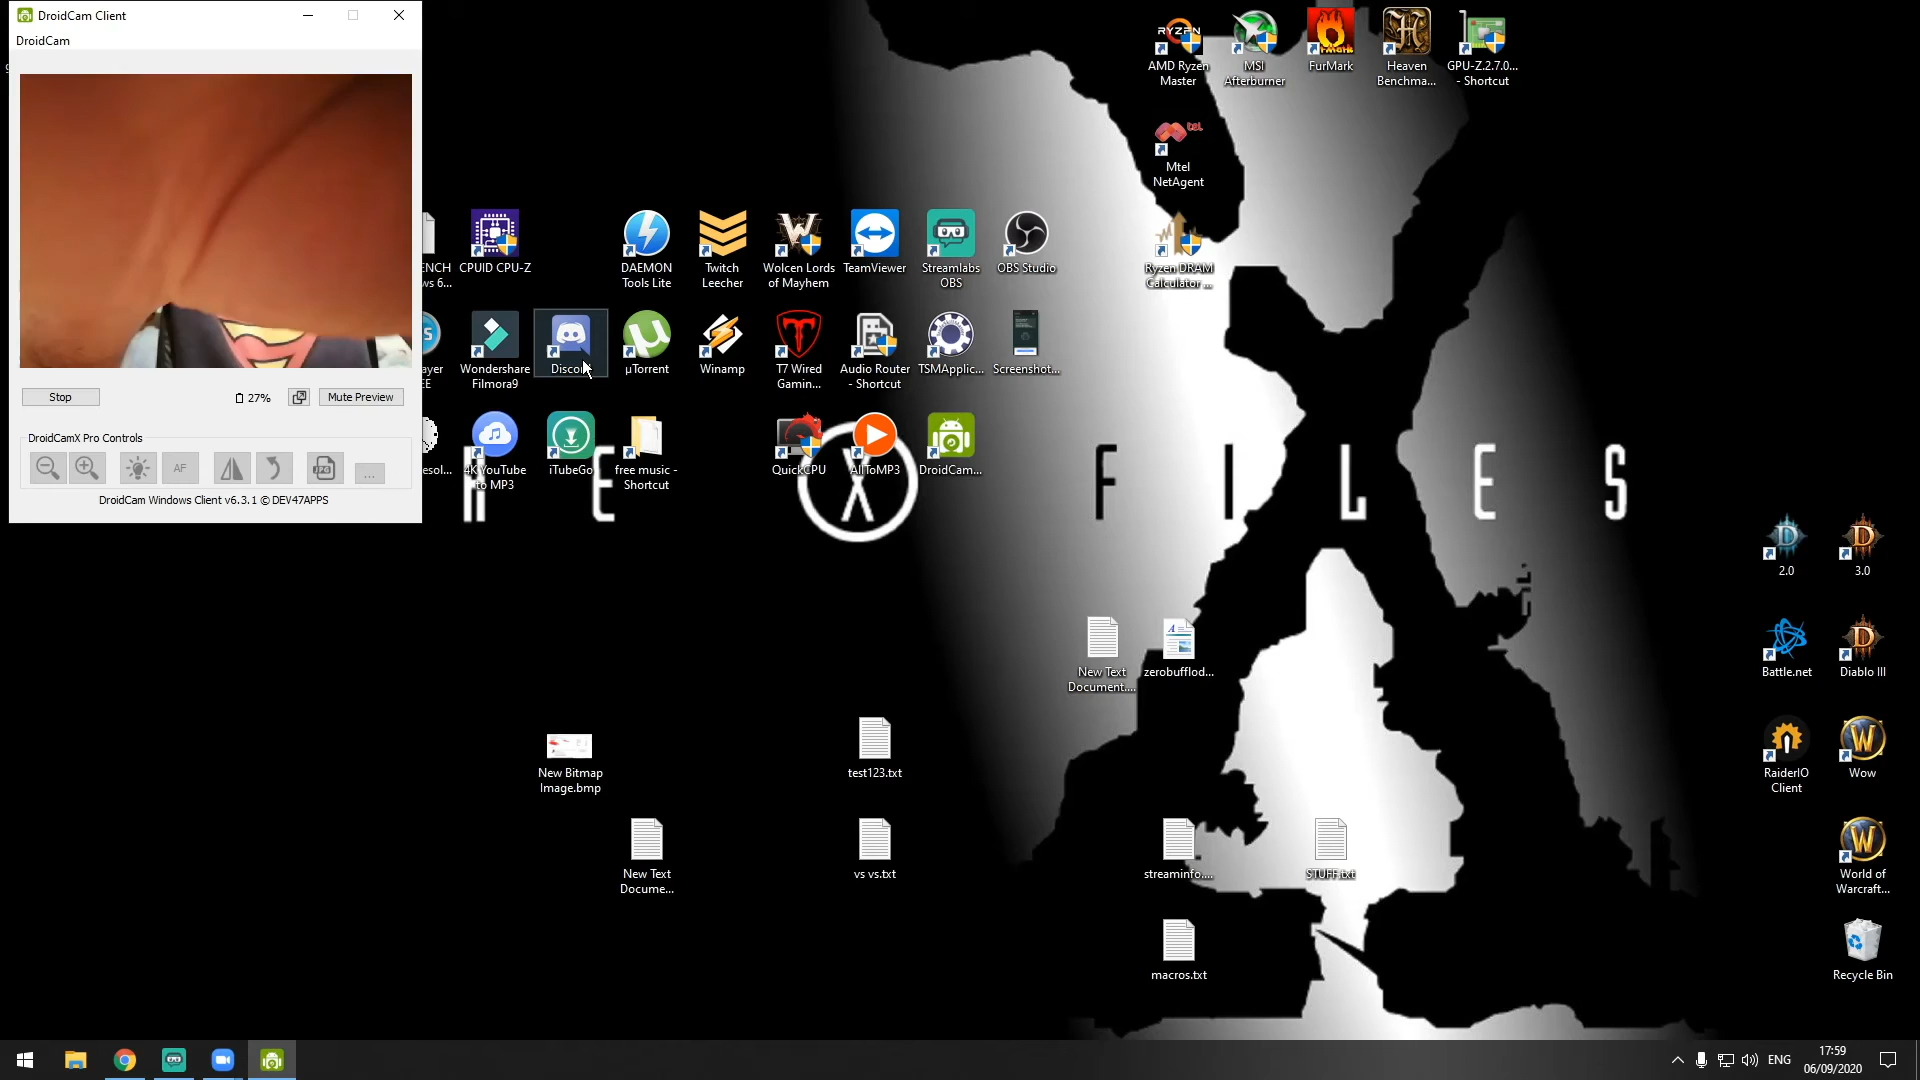 DroidCam Client
DroidCam
Stop
27%
Mute Preview
DroidCamX Pro Controls
AF
JPG
...
DroidCam Windows Client v6.3.1 © DEV47APPS
RYZEN
AMD Ryzen
Master
MSI
Afterburner
FurMark
Heaven
Benchma...
GPU-Z.2.7.0...
- Shortcut
Mtel
NetAgent
CPUID CPU-Z
DAEMON
Tools Lite
Twitch
Leecher
Wolcen Lords
of Mayhem
TeamViewer
Streamlabs
OBS
OBS Studio
Ryzen DRAM
Calculator ...
Wondershare
Filmora9
µTorrent
Winamp
T7 Wired
Gamin...
Audio Router
- Shortcut
TSMApplic...
Screenshot...
4K YouTube
to MP3
iTubeGo
free music -
Shortcut
QuickCPU
AllToMP3
DroidCam...
E X FILES
2.0
3.0
New Text
Document....
zerobufflod...
Battle.net
Diablo III
New Bitmap
Image.bmp
test123.txt
RaiderIO
Client
Wow
New Text
Docume...
vs vs.txt
streaminfo....
STUFF.txt
World of
Warcraft...
macros.txt
Recycle Bin
ENG
17:59
06/09/2020